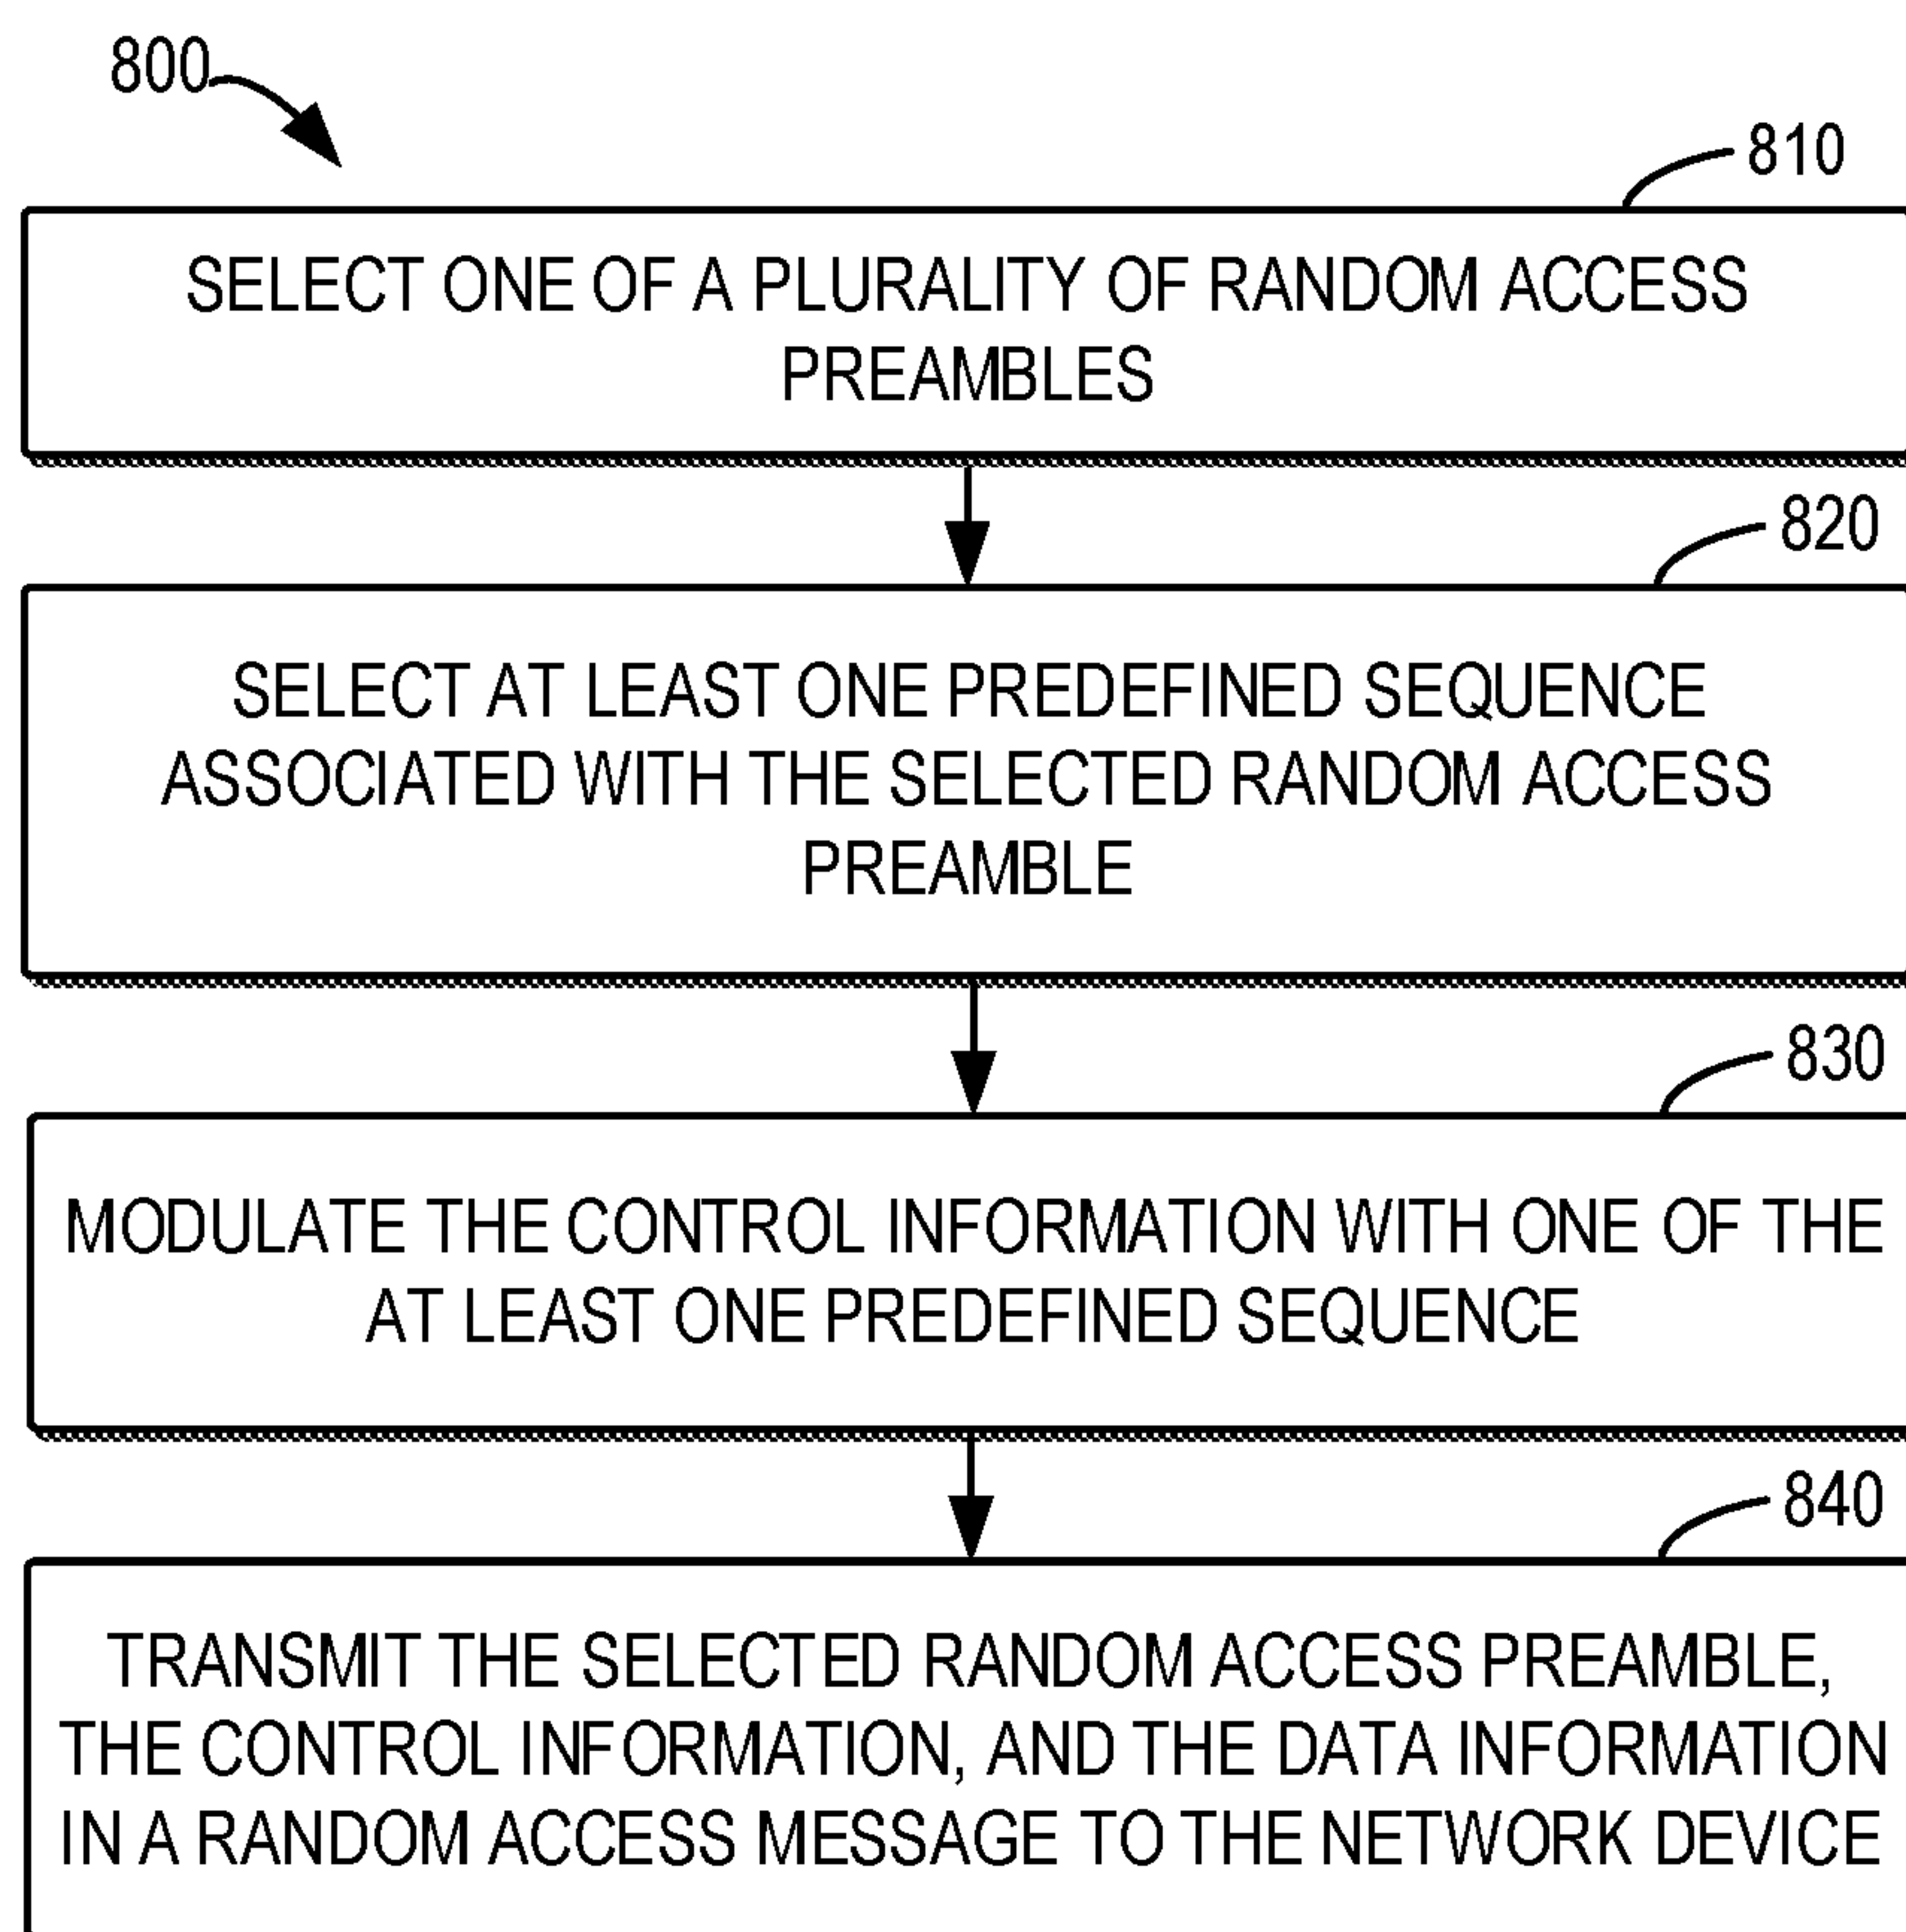 800
810
SELECT ONE OF A PLURALITY OF RANDOM ACCESS
PREAMBLES
820
SELECT AT LEAST ONE PREDEFINED SEQUENCE
ASSOCIATED WITH THE SELECTED RANDOM ACCESS
PREAMBLE
830
MODULATE THE CONTROL INFORMATION WITH ONE OF THE
AT LEAST ONE PREDEFINED SEQUENCE
840
TRANSMIT THE SELECTED RANDOM ACCESS PREAMBLE,
THE CONTROL INFORMATION, AND THE DATA INFORMATION
IN A RANDOM ACCESS MESSAGE TO THE NETWORK DEVICE